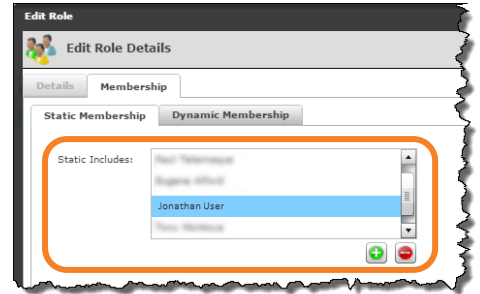 Edit Role
Edit Role Details
Details Membership
Static Membership Dynamic Membership
Static Includes:
Jonathan User